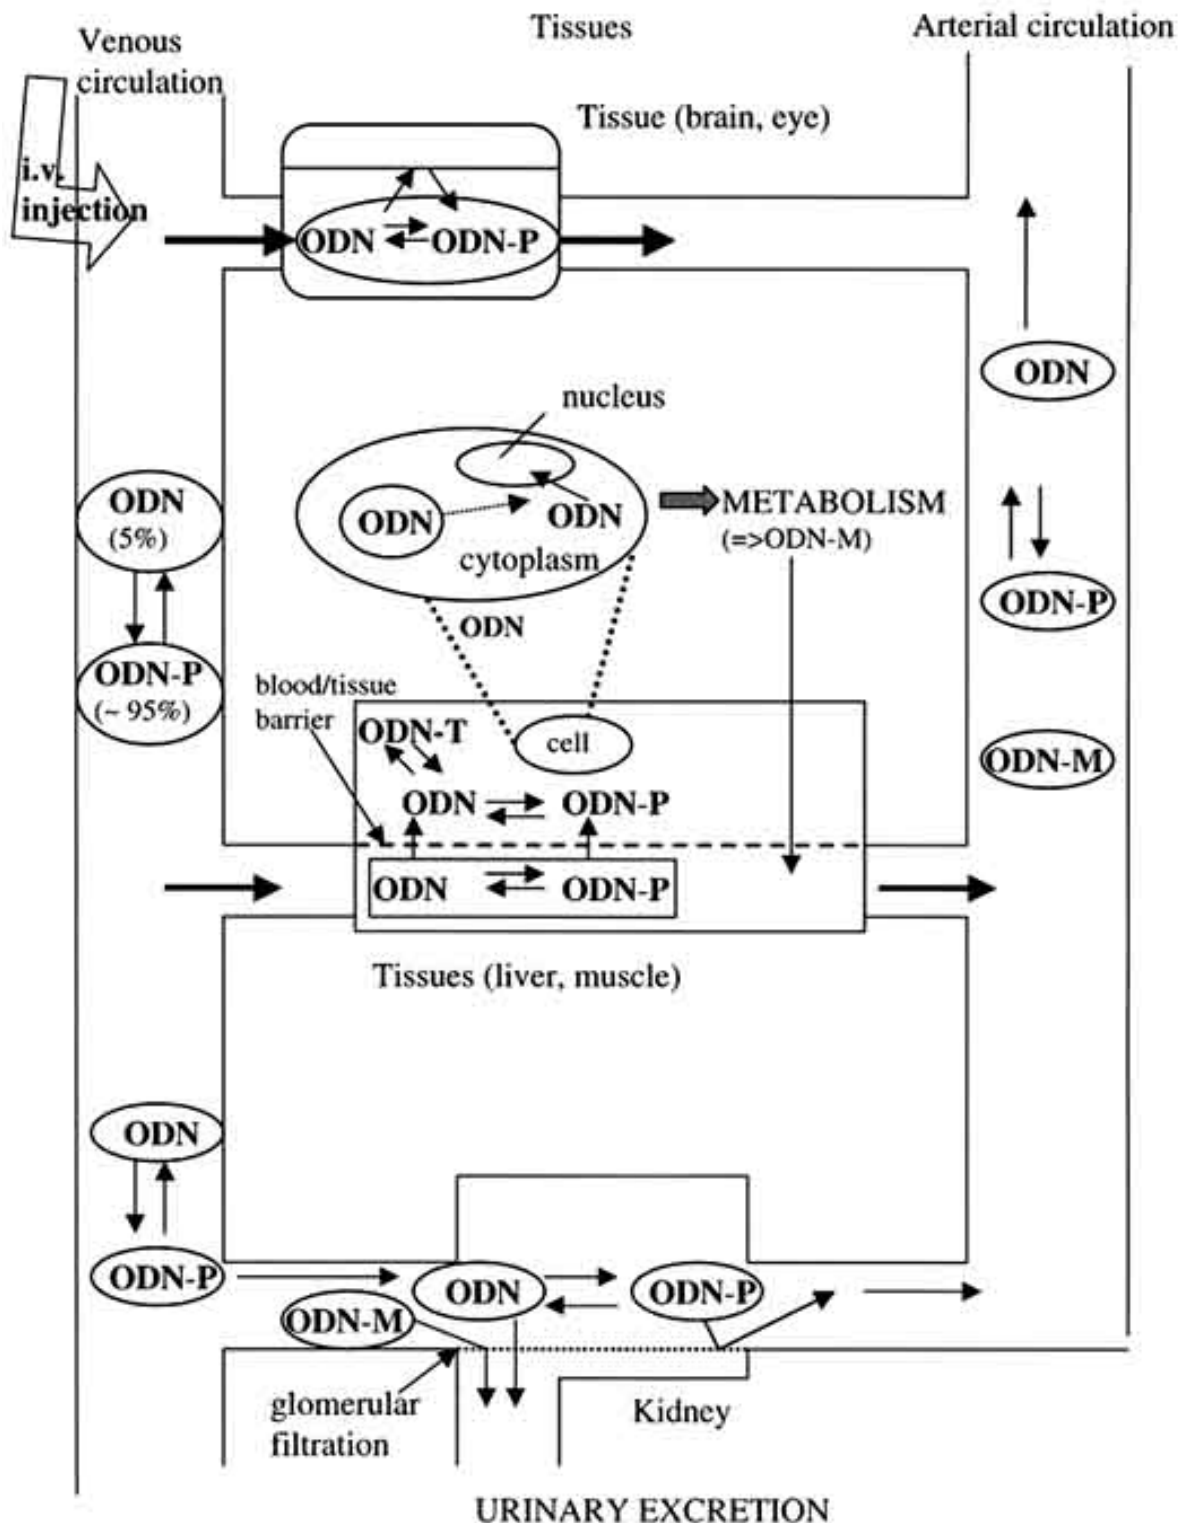 Venous
circulation
Tissues
Arterial circulation
Tissue (brain, eye)
i.v.
injection
ODN
ODN-P
ODN
nucleus
ODN
(5%)
ODN
ODN
cytoplasm
METABOLISM
(=>ODN-M)
ODN-P
ODN
ODN-P
(~ 95%)
blood/tissue
barrier
ODN-T
cell
ODN-M
ODN
ODN-P
ODN
ODN-P
Tissues (liver, muscle)
ODN
ODN-P
ODN
ODN-P
ODN-M
glomerular
filtration
Kidney
URINARY EXCRETION